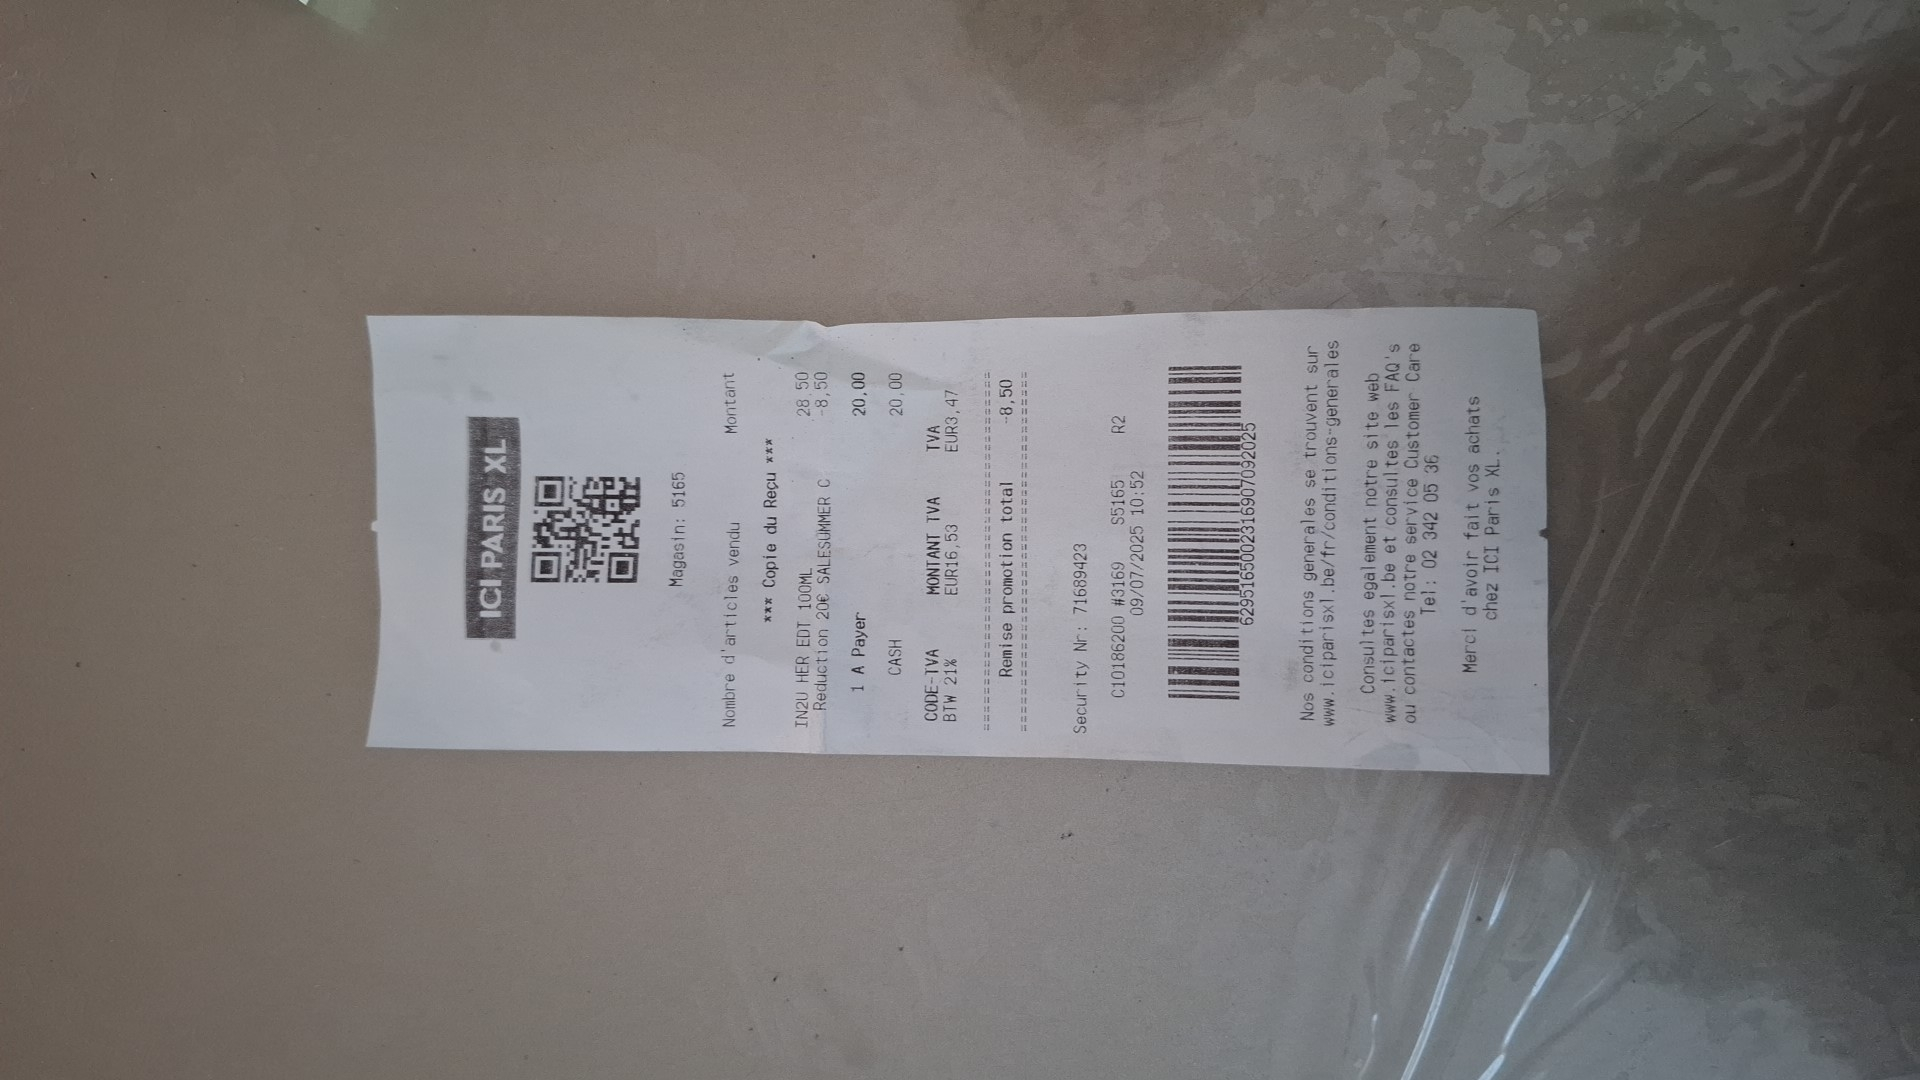 ICI PARIS XL
Magasin: 5165
Nombre d'articles vendu Montant
*** Copie du Reçu ***
IN2U HER EDT 100ML 28,50
Reduction 20€ SALESUMMER C -8,50
1 A Payer 20,00
CASH 20,00
CODE-TVA MONTANT TVA TVA
BTW 21% EUR16,53 EUR3,47
======================================
Remise promotion total -8,50
======================================
Security Nr: 71689423
C10186200 #3169 S5165 R2
09/07/2025 10:52
629516500231690709​2025
Nos conditions generales se trouvent sur
www.iciparisxl.be/fr/conditions-generales
Consultes egalement notre site web
www.iciparisxl.be et consultes les FAQ's
ou contactes notre service Customer Care
Tel: 02 342 05 36
Merci d'avoir fait vos achats
chez ICI Paris XL.